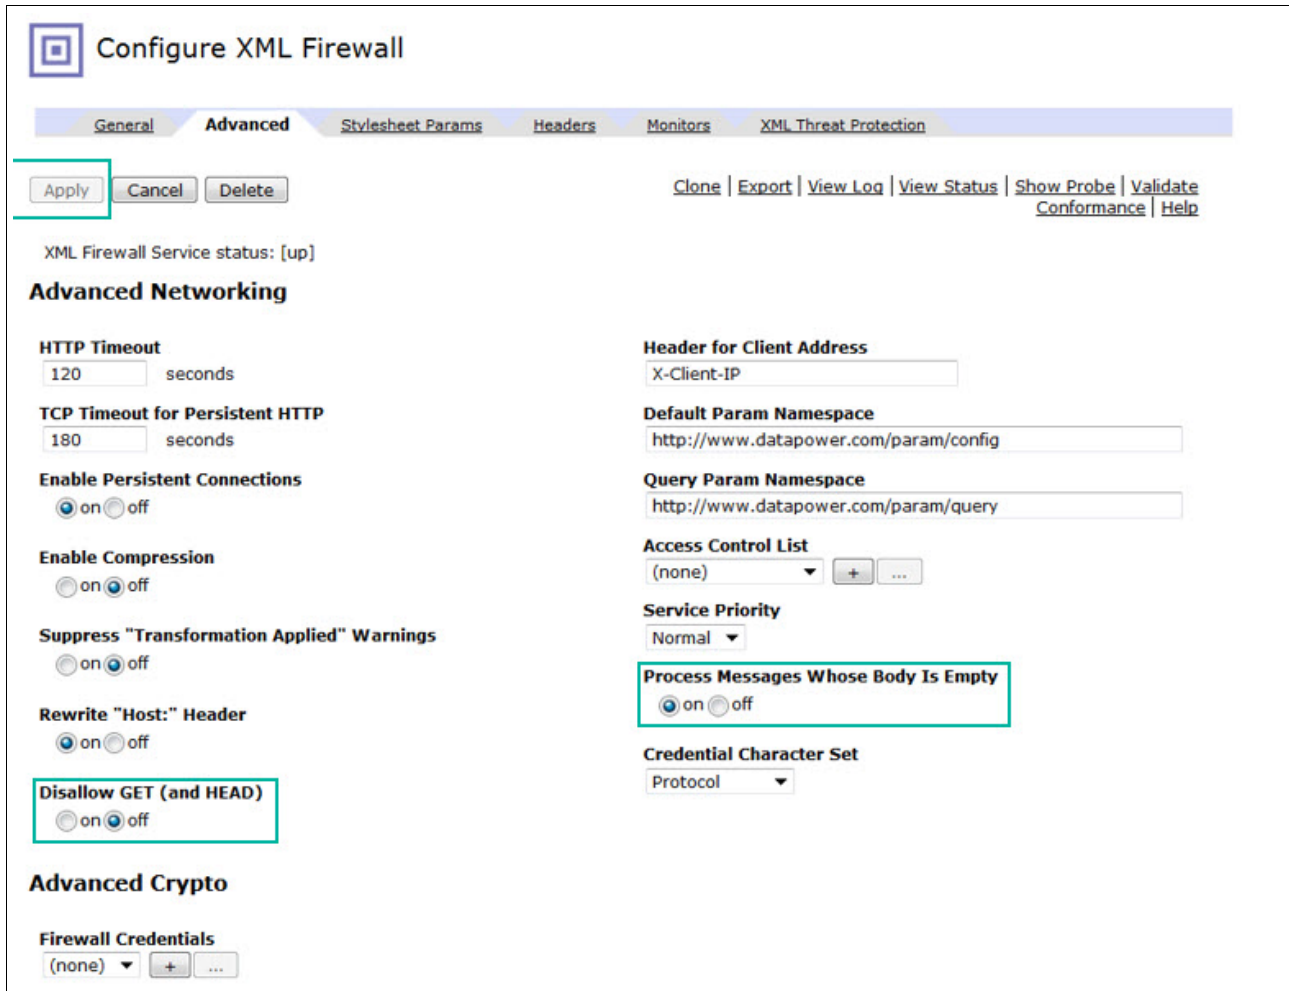 Configure XML Firewall
General Advanced Stylesheet Params Headers Monitors XML Threat Protection
Apply Cancel Delete
Clone | Export | View Log | View Status | Show Probe | Validate
Conformance | Help
XML Firewall Service status: [up]
Advanced Networking
HTTP Timeout
120 seconds
TCP Timeout for Persistent HTTP
180 seconds
Enable Persistent Connections
on off
Enable Compression
on off
Suppress "Transformation Applied" Warnings
on off
Rewrite "Host:" Header
on off
Disallow GET (and HEAD)
on off
Header for Client Address
X-Client-IP
Default Param Namespace
http://www.datapower.com/param/config
Query Param Namespace
http://www.datapower.com/param/query
Access Control List
(none) + ...
Service Priority
Normal
Process Messages Whose Body Is Empty
on off
Credential Character Set
Protocol
Advanced Crypto
Firewall Credentials
(none) + ...